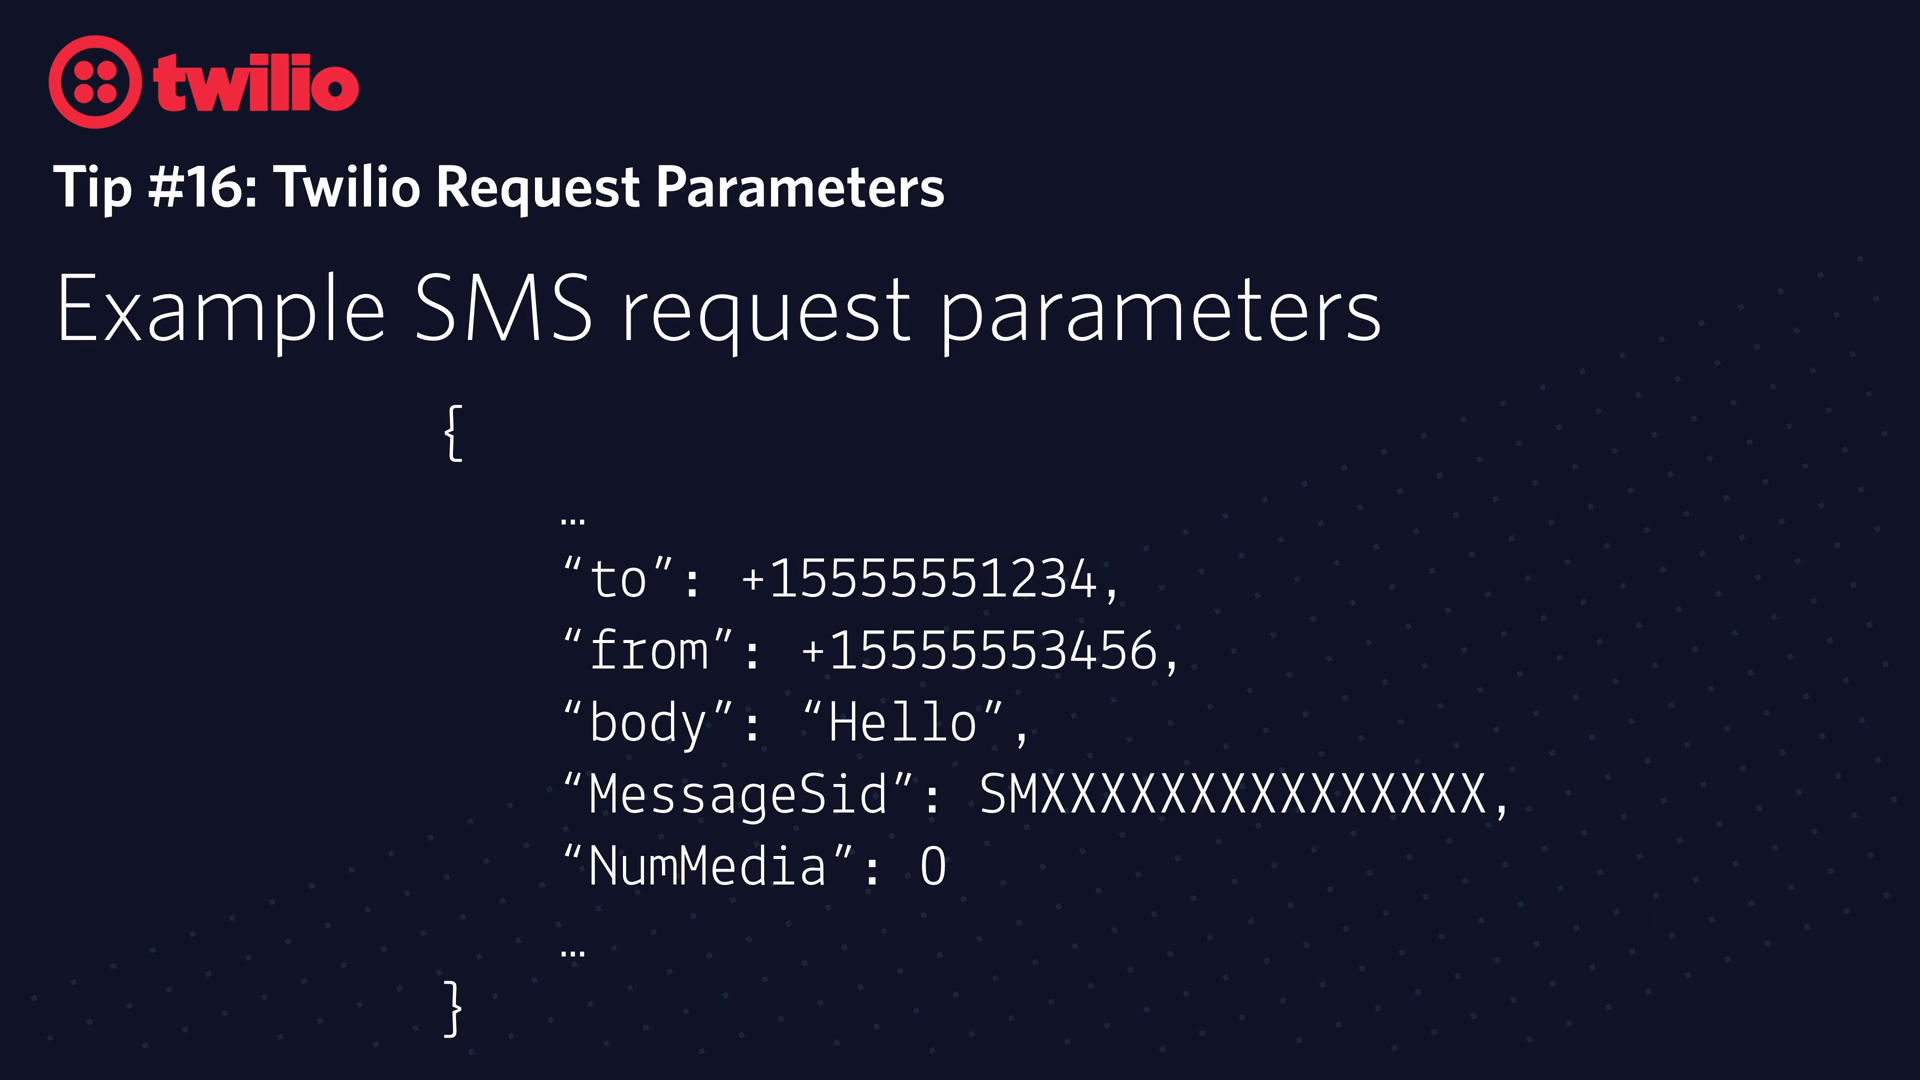 twilio
Tip #16: Twilio Request Parameters
Example SMS request parameters
{
…
“to”: +15555551234,
“from”: +15555553456,
“body”: “Hello”,
“MessageSid”: SMXXXXXXXXXXXXXXX,
“NumMedia”: 0
…
}